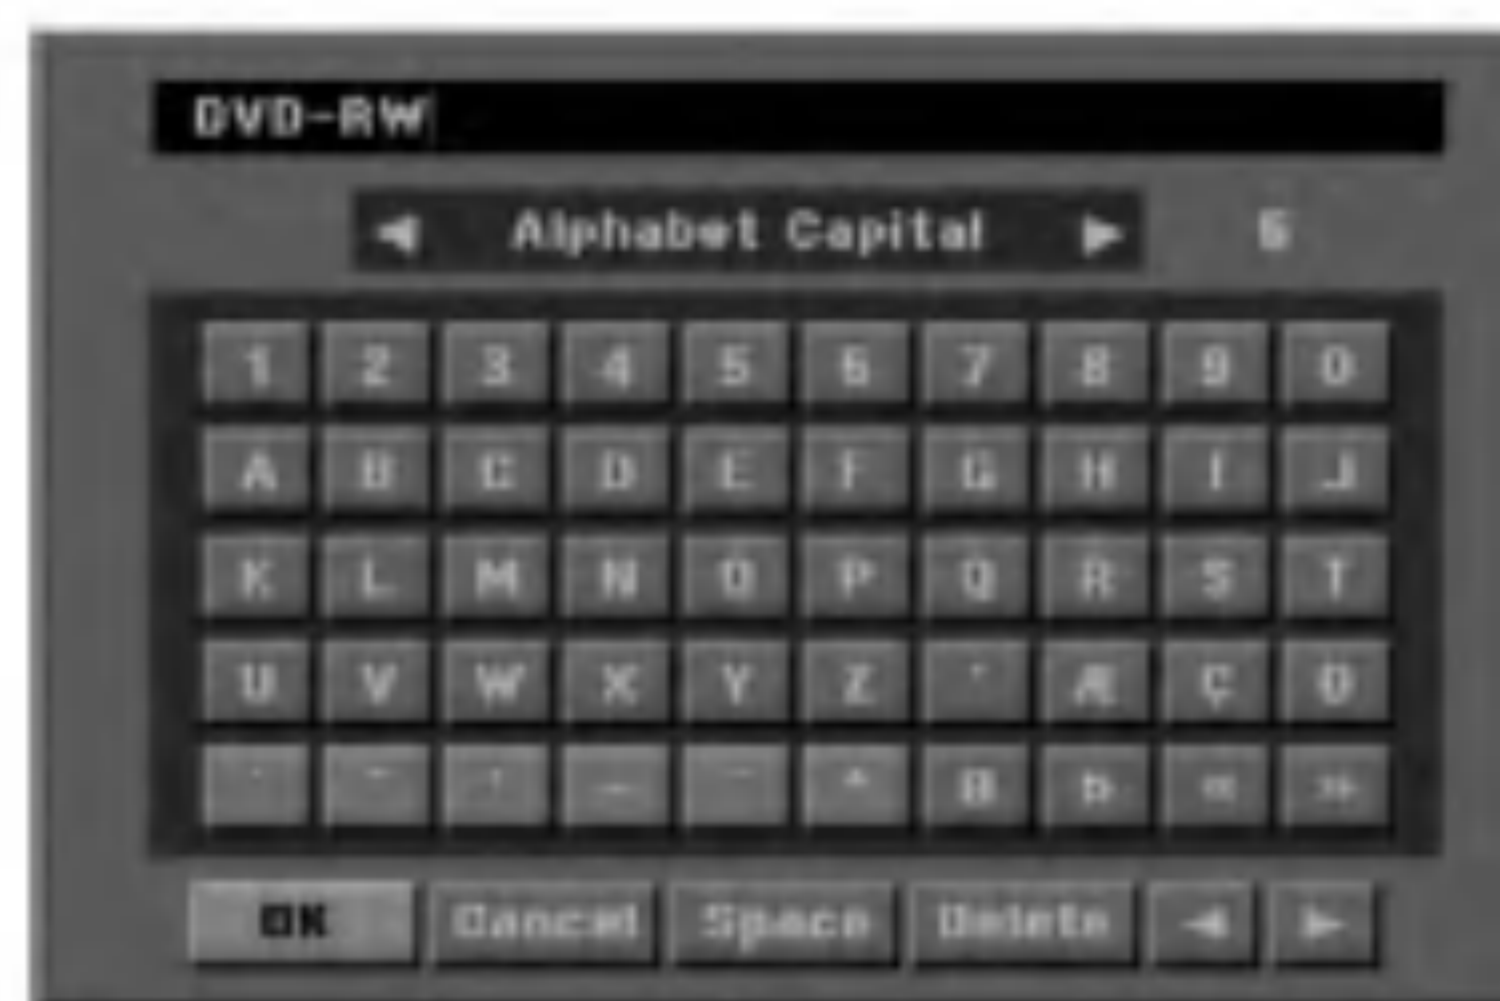 DVD-RW
◀ Alphabet Capital ▶ 6
1 2 3 4 5 6 7 8 9 0
A B C D E F G H I J
K L M N O P Q R S T
U V W X Y Z Æ Ç
« »
OK Cancel Space Delete ◀ ▶